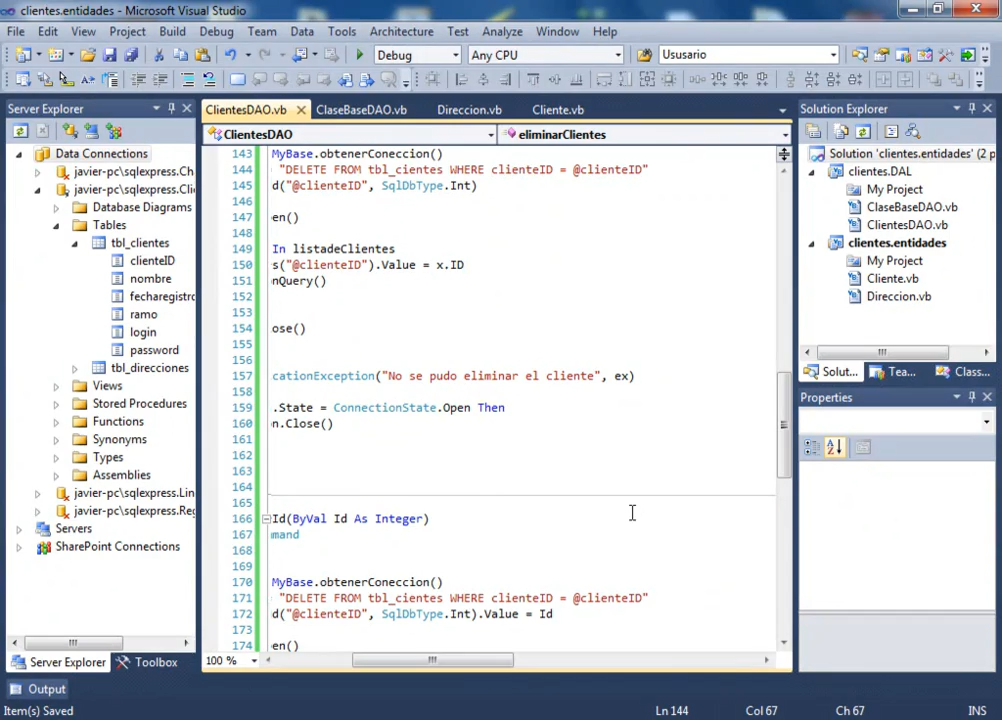 clientes.entidades - Microsoft Visual Studio
File Edit View Project Build Debug Team Data Tools Architecture Test Analyze Window Help
Debug Any CPU Ususario
Server Explorer
Data Connections
javier-pc\sqlexpress.Ch
javier-pc\sqlexpress.Cli
Database Diagrams
Tables
tbl_clientes
clienteID
nombre
fecharegistro
ramo
login
password
tbl_direcciones
Views
Stored Procedures
Functions
Synonyms
Types
Assemblies
javier-pc\sqlexpress.Lin
javier-pc\sqlexpress.Reg
Servers
SharePoint Connections
Server Explorer Toolbox
ClientesDAO.vb ClaseBaseDAO.vb Direccion.vb Cliente.vb
ClientesDAO eliminarClientes
143 MyBase.obtenerConeccion()
144 "DELETE FROM tbl_cientes WHERE clienteID = @clienteID"
145 d("@clienteID", SqlDbType.Int)
146
147 en()
148
149 In listadeClientes
150 s("@clienteID").Value = x.ID
151 nQuery()
152
153
154 ose()
155
156
157 cationException("No se pudo eliminar el cliente", ex)
158
159 .State = ConnectionState.Open Then
160 n.Close()
161
162
163
164
165
166 Id(ByVal Id As Integer)
167 mand
168
169
170 MyBase.obtenerConeccion()
171 "DELETE FROM tbl_cientes WHERE clienteID = @clienteID"
172 d("@clienteID", SqlDbType.Int).Value = Id
173
174 en()
100 %
Solution Explorer
Solution 'clientes.entidades' (2 p
clientes.DAL
My Project
ClaseBaseDAO.vb
ClientesDAO.vb
clientes.entidades
My Project
Cliente.vb
Direccion.vb
Solut... Tea... Class...
Properties
Output
Item(s) Saved Ln 144 Col 67 Ch 67 INS